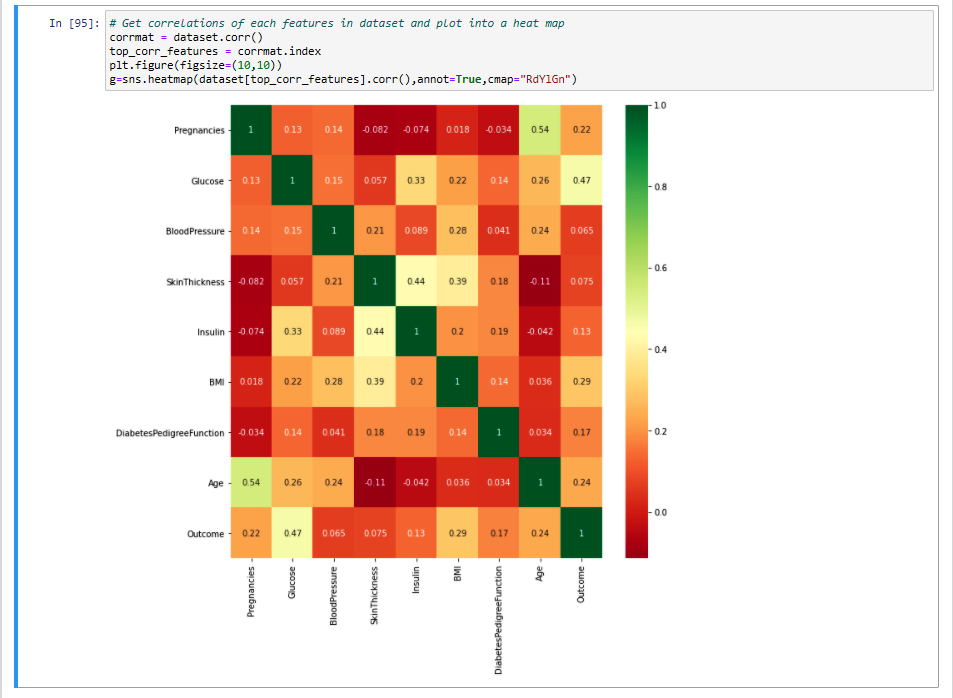 In [95]: # Get correlations of each features in dataset and plot into a heat map
corrmat = dataset.corr()
top_corr_features = corrmat.index
plt.figure(figsize=(10,10))
g=sns.heatmap(dataset[top_corr_features].corr(),annot=True,cmap="RdYlGn")
Pregnancies 1 0.13 0.14 -0.082 -0.074 0.018 -0.034 0.54 0.22
Glucose 0.13 1 0.15 0.057 0.33 0.22 0.14 0.26 0.47
BloodPressure 0.14 0.15 1 0.21 0.089 0.28 0.041 0.24 0.065
SkinThickness -0.082 0.057 0.21 1 0.44 0.39 0.18 -0.11 0.075
Insulin -0.074 0.33 0.089 0.44 1 0.2 0.19 -0.042 0.13
BMI 0.018 0.22 0.28 0.39 0.2 1 0.14 0.036 0.29
DiabetesPedigreeFunction -0.034 0.14 0.041 0.18 0.19 0.14 1 0.034 0.17
Age 0.54 0.26 0.24 -0.11 -0.042 0.036 0.034 1 0.24
Outcome 0.22 0.47 0.065 0.075 0.13 0.29 0.17 0.24 1
Pregnancies
Glucose
BloodPressure
SkinThickness
Insulin
BMI
DiabetesPedigreeFunction
Age
Outcome
1.0
0.8
0.6
0.4
0.2
0.0